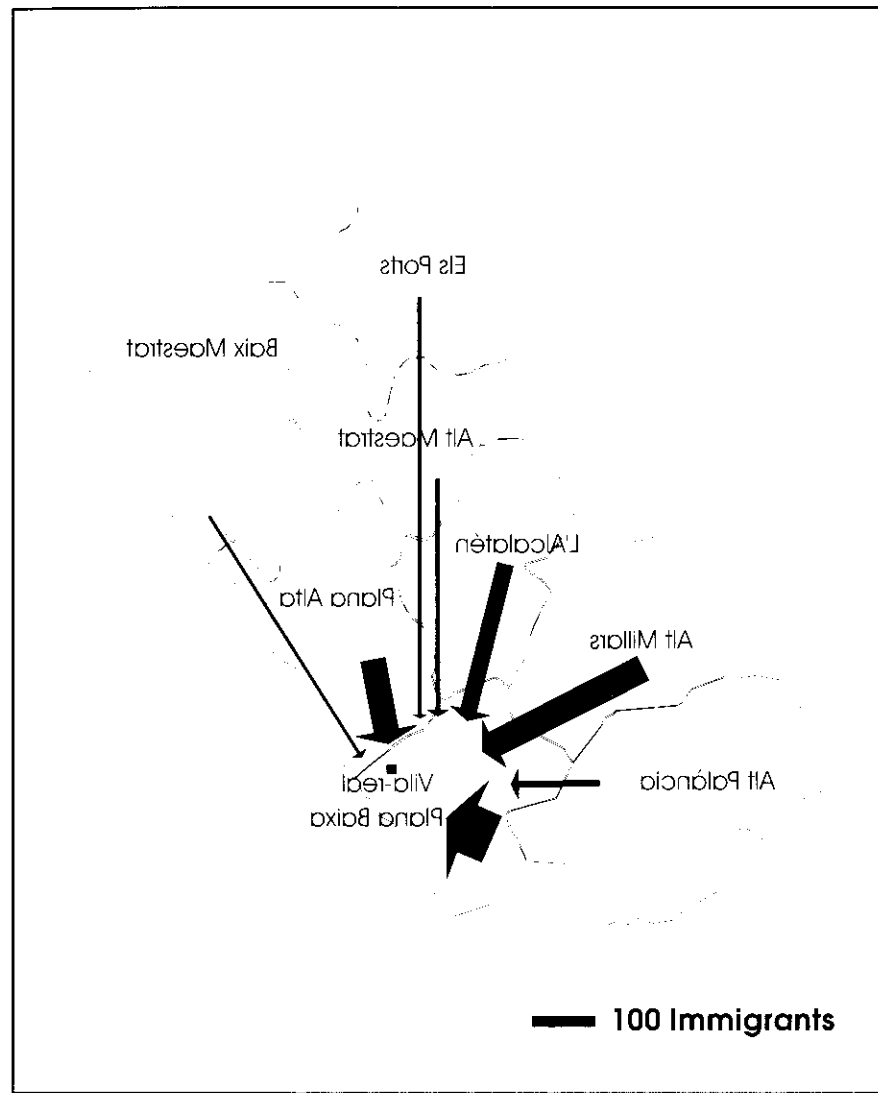 Els Ports
Baix Maestrat
Alt Maestrat
L'Alcalatén
Plana Alta
Alt Millars
Alt Palància
Vila-real
Plana Baixa
100 Immigrants